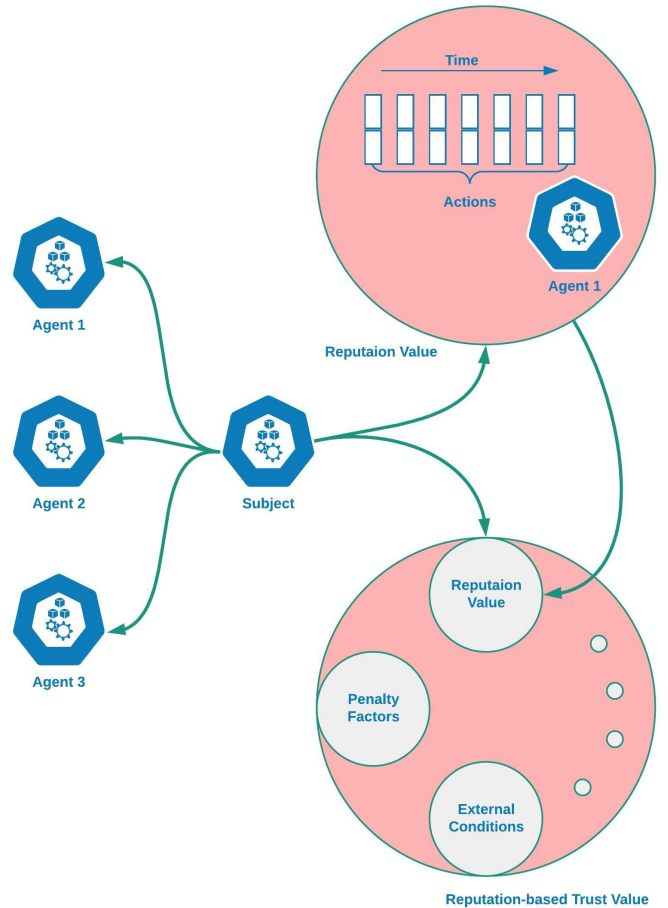 Time
Actions
Agent 1
Reputaion Value
Agent 1
Agent 2
Subject
Agent 3
Reputaion
Value
Penalty
Factors
External
Conditions
Reputation-based Trust Value